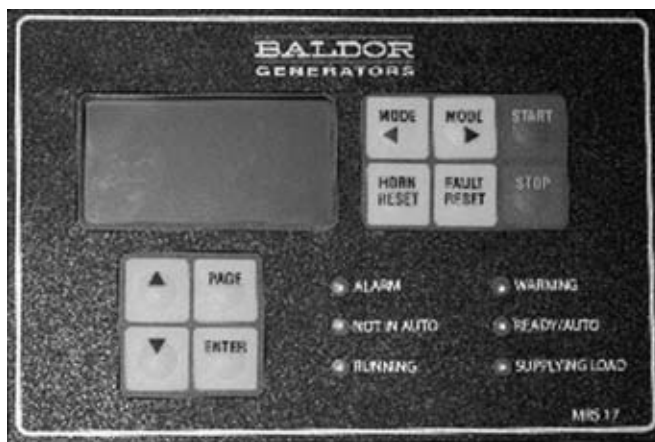 BALDOR
GENERATORS
MODE
MODE
START
HORN
RESET
FAULT
RESET
STOP
PAGE
ENTER
ALARM
WARNING
NOT IN AUTO
READY/AUTO
RUNNING
SUPPLYING LOAD
MRS 17